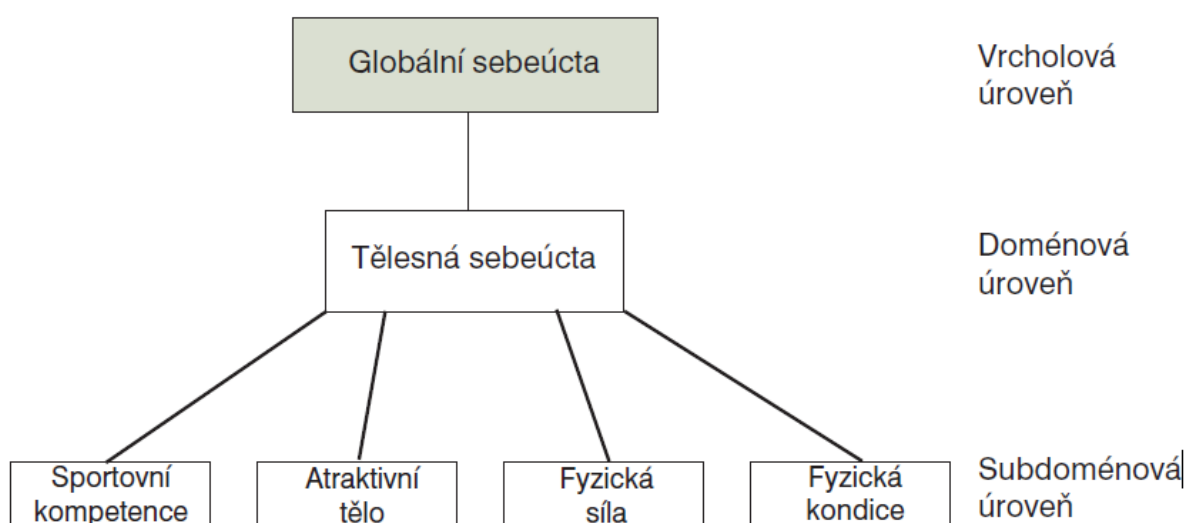 Globální sebeúcta
Vrcholová
úroveň
Tělesná sebeúcta
Doménová
úroveň
Sportovní
kompetence
Atraktivní
tělo
Fyzická
síla
Fyzická
kondice
Subdoménová
úroveň